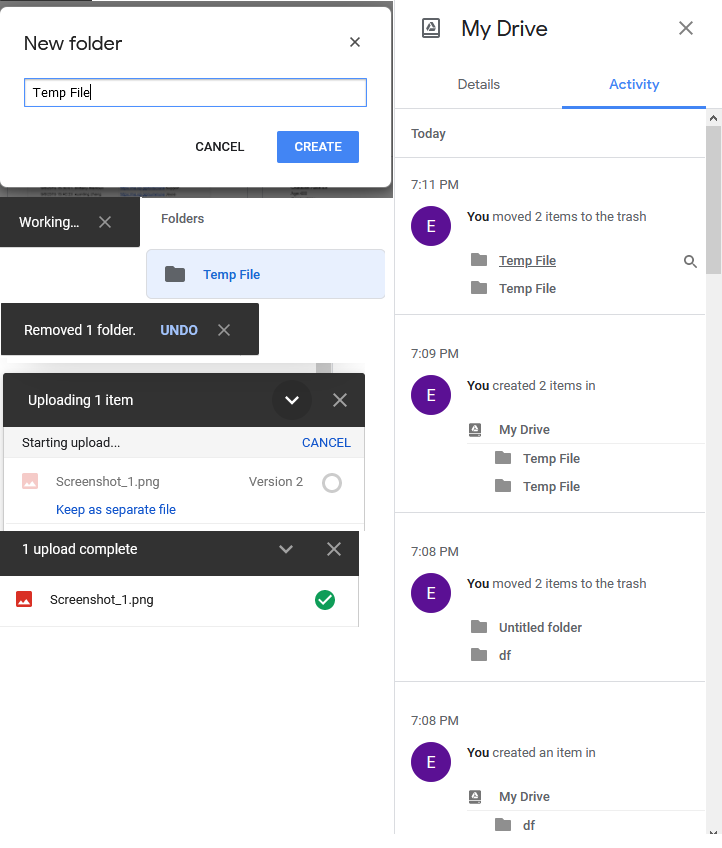 New folder
Temp File
CANCEL
CREATE
Working...
Folders
Temp File
Removed 1 folder.
UNDO
Uploading 1 item
Starting upload...
CANCEL
Screenshot_1.png
Version 2
Keep as separate file
1 upload complete
Screenshot_1.png
My Drive
Details
Activity
Today
7:11 PM
E
You moved 2 items to the trash
Temp File
Temp File
7:09 PM
E
You created 2 items in
My Drive
Temp File
Temp File
7:08 PM
E
You moved 2 items to the trash
Untitled folder
df
7:08 PM
E
You created an item in
My Drive
df